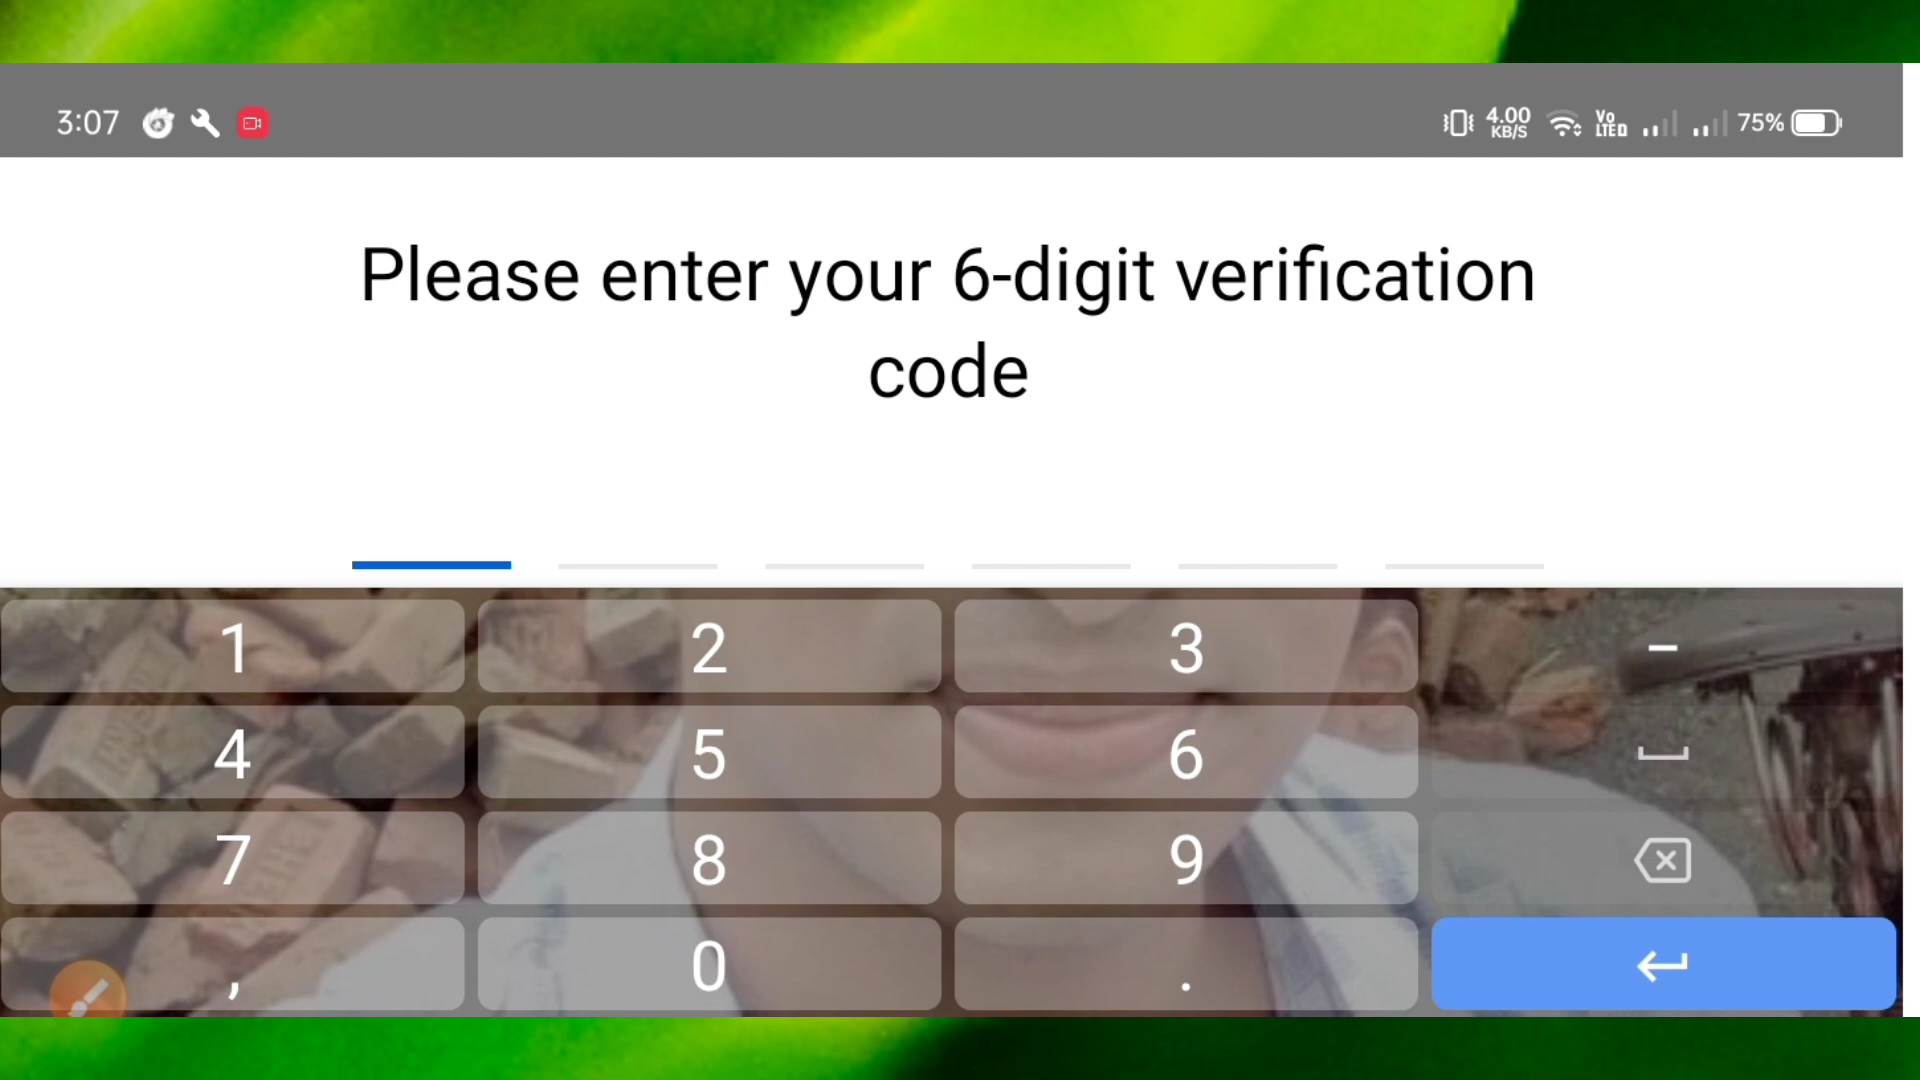 3:07 4.00 KB/S Vo LTE 75%
Please enter your 6-digit verification
code
1 2 3 -
4 5 6
7 8 9
, 0 .